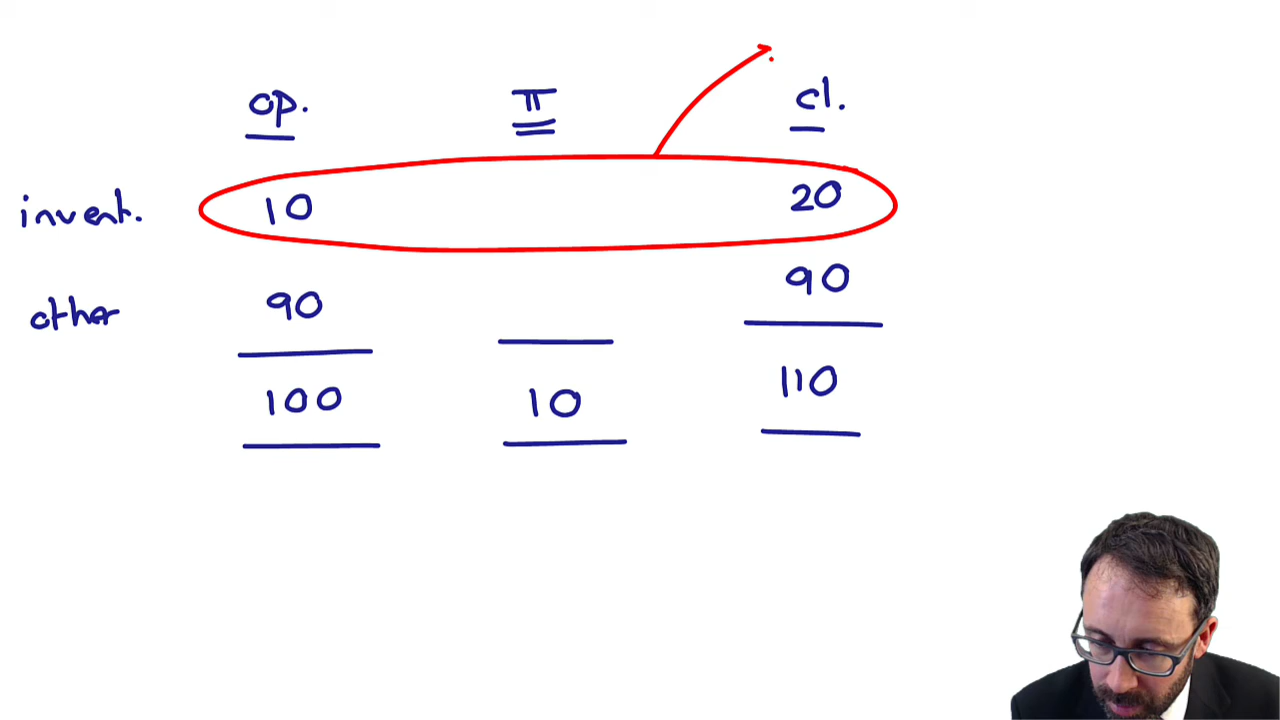 op. π cl.
invent. 10 20
other 90 90
100 10 110